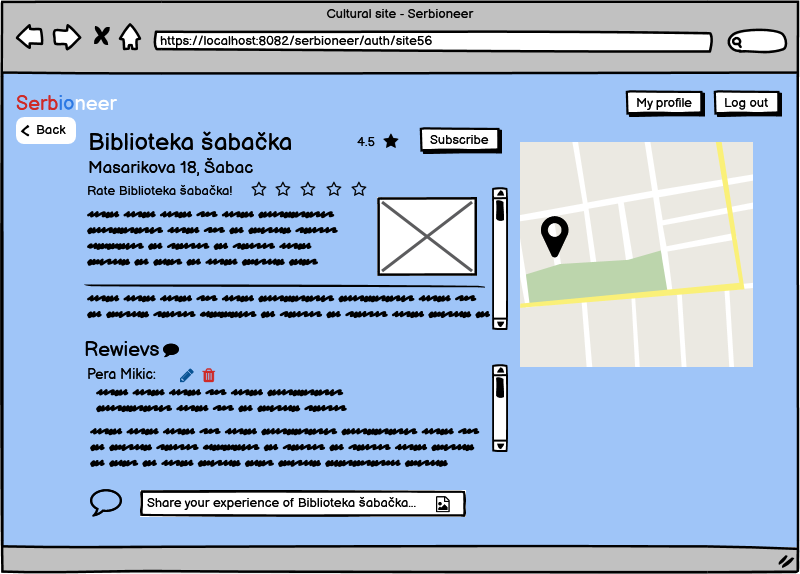 Cultural site - Serbioneer
https://localhost:8082/serbioneer/auth/site56
Serbioneer
My profile
Log out
Back
Biblioteka šabačka
4.5
Subscribe
Masarikova 18, Šabac
Rate Biblioteka šabačka!
Rewievs
Pera Mikic:
Share your experience of Biblioteka šabačka...